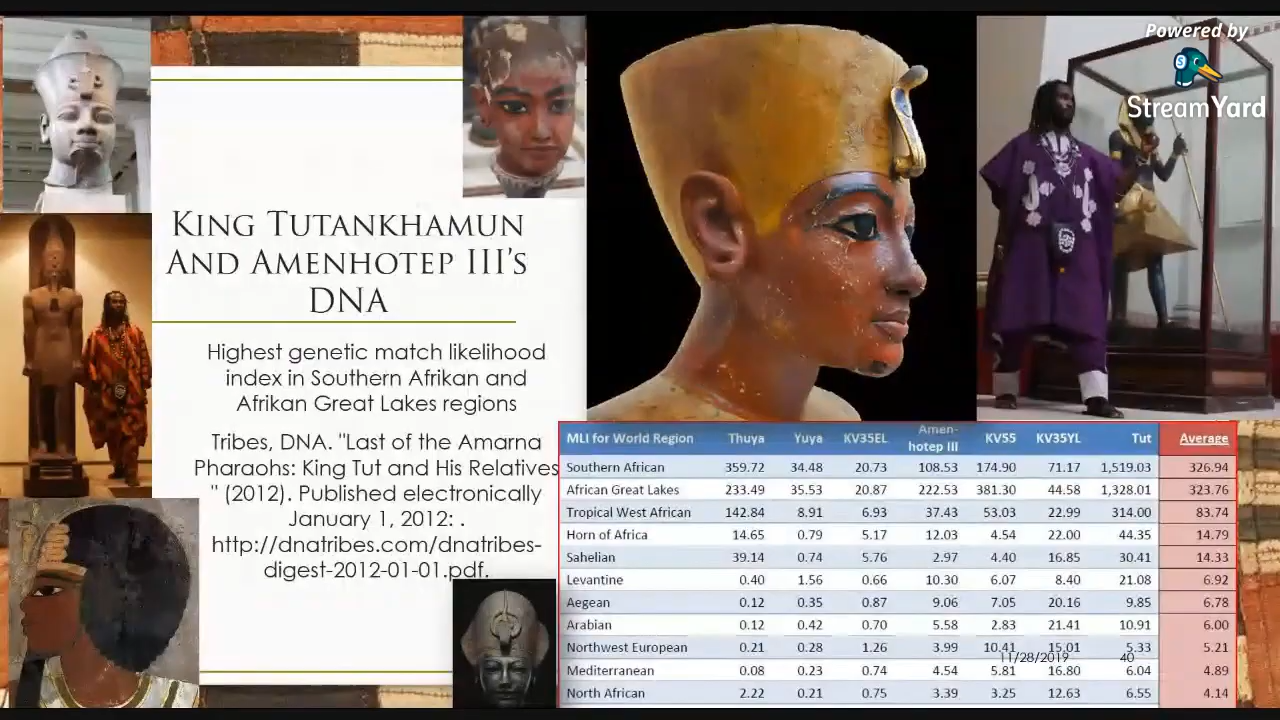 Powered by
StreamYard
KING TUTANKHAMUN
AND AMENHOTEP III'S
DNA
Highest genetic match likelihood
index in Southern Afrikan and
Afrikan Great Lakes regions
Tribes, DNA. "Last of the Amarna
Pharaohs: King Tut and His Relatives
" (2012). Published electronically
January 1, 2012: .
http://dnatribes.com/dnatribes-
digest-2012-01-01.pdf.
MLI for World Region Thuya Yuya KV35EL Amen-hotep III KV55 KV35YL Tut Average
Southern African 359.72 34.48 20.73 108.53 174.90 71.17 1,519.03 326.94
African Great Lakes 233.49 35.53 20.87 222.53 381.30 44.58 1,328.01 323.76
Tropical West African 142.84 8.91 6.93 37.43 53.03 22.99 314.00 83.74
Horn of Africa 14.65 0.79 5.17 12.03 4.54 22.00 44.35 14.79
Sahelian 39.14 0.74 5.76 2.97 4.40 16.85 30.41 14.33
Levantine 0.40 1.56 0.66 10.30 6.07 8.40 21.08 6.92
Aegean 0.12 0.35 0.87 9.06 7.05 20.16 9.85 6.78
Arabian 0.12 0.42 0.70 5.58 2.83 21.41 10.91 6.00
Northwest European 0.21 0.28 1.26 3.99 10.41 15.01 5.33 5.21
11/28/2019 40
Mediterranean 0.08 0.23 0.74 4.54 5.81 16.80 6.04 4.89
North African 2.22 0.21 0.75 3.39 3.25 12.63 6.55 4.14